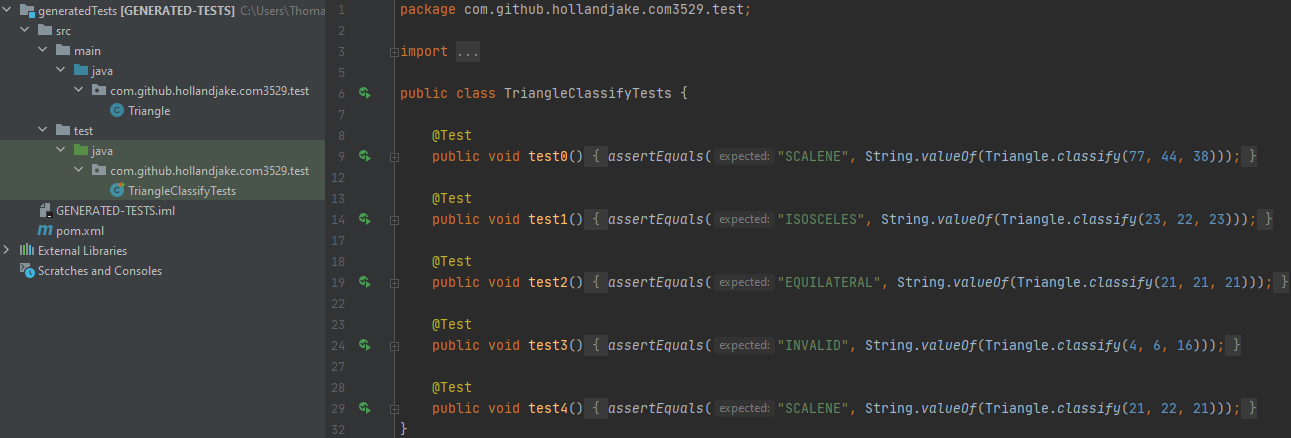 generatedTests [GENERATED-TESTS] C:\Users\Thoma
src
main
java
com.github.hollandjake.com3529.test
Triangle
test
java
com.github.hollandjake.com3529.test
TriangleClassifyTests
GENERATED-TESTS.iml
pom.xml
External Libraries
Scratches and Consoles
1 package com.github.hollandjake.com3529.test;
2
3 import ...
5
6 public class TriangleClassifyTests {
7
8 @Test
9 public void test0() { assertEquals( expected: "SCALENE", String.valueOf(Triangle.classify(77, 44, 38))); }
12
13 @Test
14 public void test1() { assertEquals( expected: "ISOSCELES", String.valueOf(Triangle.classify(23, 22, 23))); }
17
18 @Test
19 public void test2() { assertEquals( expected: "EQUILATERAL", String.valueOf(Triangle.classify(21, 21, 21))); }
22
23 @Test
24 public void test3() { assertEquals( expected: "INVALID", String.valueOf(Triangle.classify(4, 6, 16))); }
27
28 @Test
29 public void test4() { assertEquals( expected: "SCALENE", String.valueOf(Triangle.classify(21, 22, 21))); }
32 }